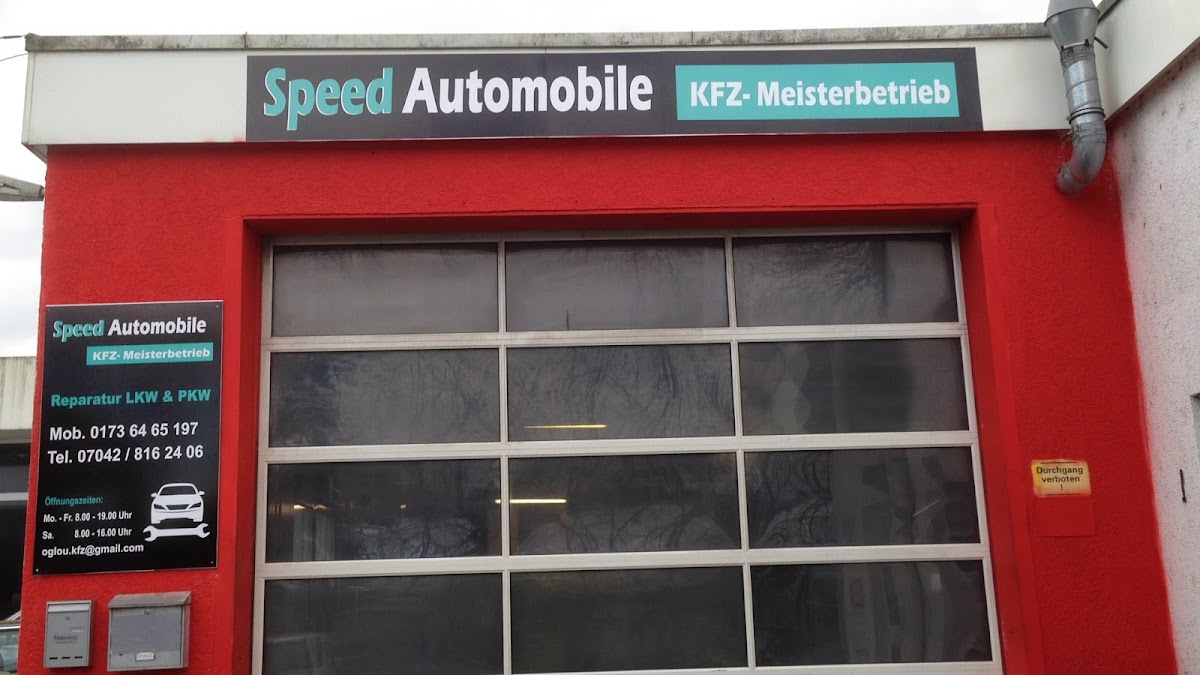 Speed Automobile KFZ- Meisterbetrieb
Speed Automobile
KFZ- Meisterbetrieb
Reparatur LKW & PKW
Mob. 0173 64 65 197
Tel. 07042 / 816 24 06
Öffnungszeiten:
Mo. - Fr. 8.00 - 19.00 Uhr
Sa. 8.00 - 16.00 Uhr
oglou.kfz@gmail.com
Durchgang
verboten
!